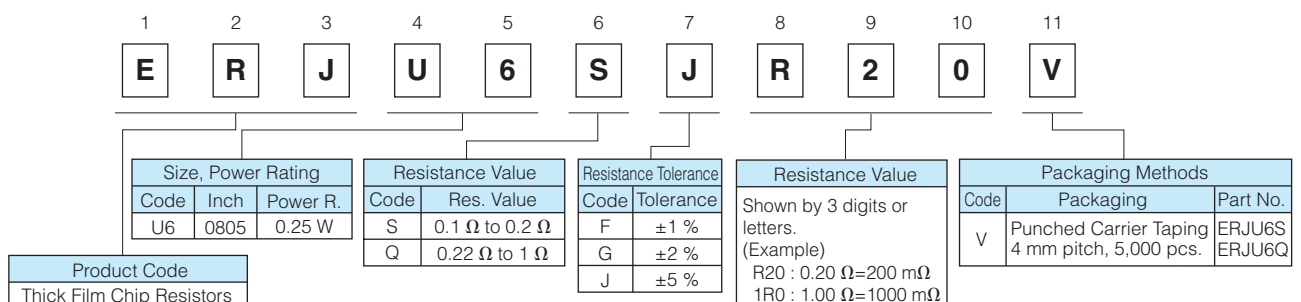 1 2 3 4 5 6 7 8 9 10 11
E R J U 6 S J R 2 0 V
Size, Power Rating
Code Inch Power R.
U6 0805 0.25 W
Resistance Value
Code Res. Value
S 0.1 Ω to 0.2 Ω
Q 0.22 Ω to 1 Ω
Resistance Tolerance
Code Tolerance
F ±1 %
G ±2 %
J ±5 %
Resistance Value
Shown by 3 digits or
letters.
(Example)
R20 : 0.20 Ω=200 mΩ
1R0 : 1.00 Ω=1000 mΩ
Packaging Methods
Code Packaging Part No.
V Punched Carrier Taping
4 mm pitch, 5,000 pcs.
ERJU6S
ERJU6Q
Product Code
Thick Film Chip Resistors